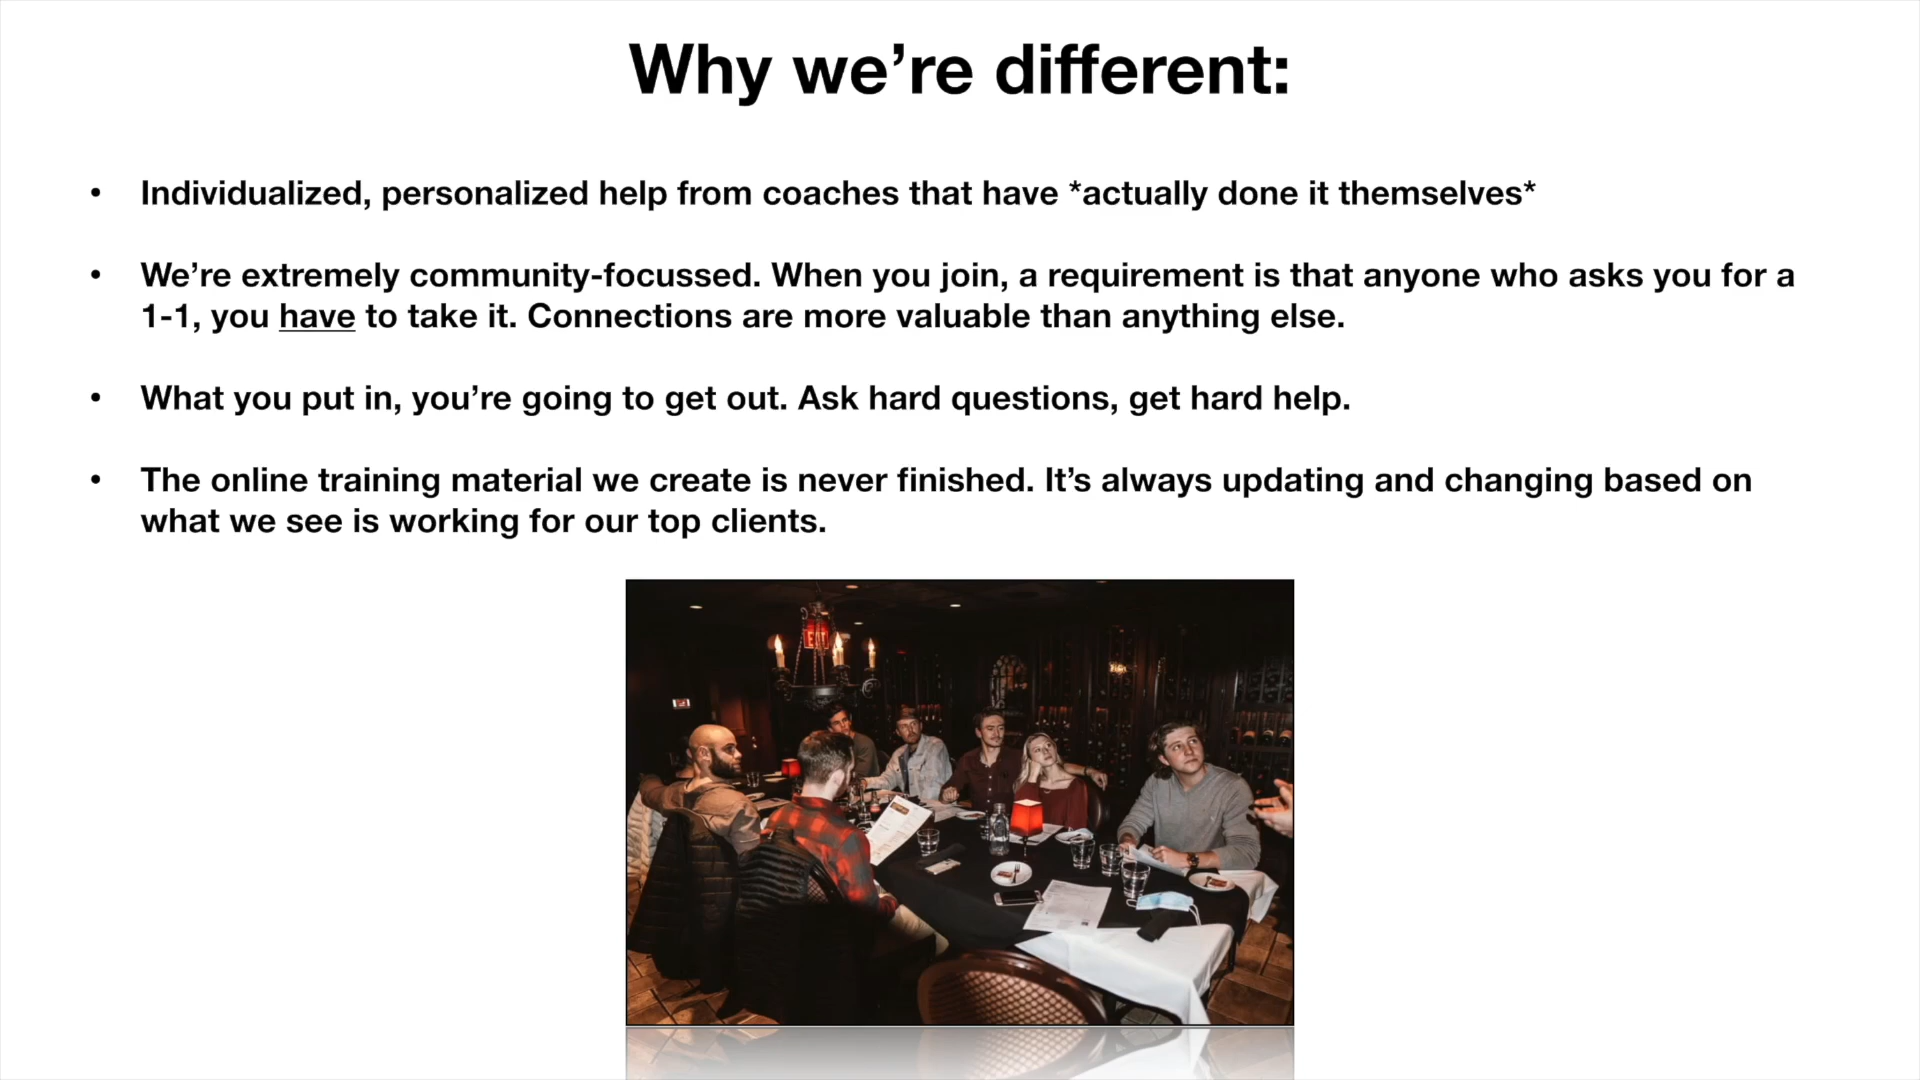 Why we’re different:
• Individualized, personalized help from coaches that have *actually done it themselves*
• We’re extremely community-focussed. When you join, a requirement is that anyone who asks you for a
1-1, you have to take it. Connections are more valuable than anything else.
• What you put in, you’re going to get out. Ask hard questions, get hard help.
• The online training material we create is never finished. It’s always updating and changing based on
what we see is working for our top clients.